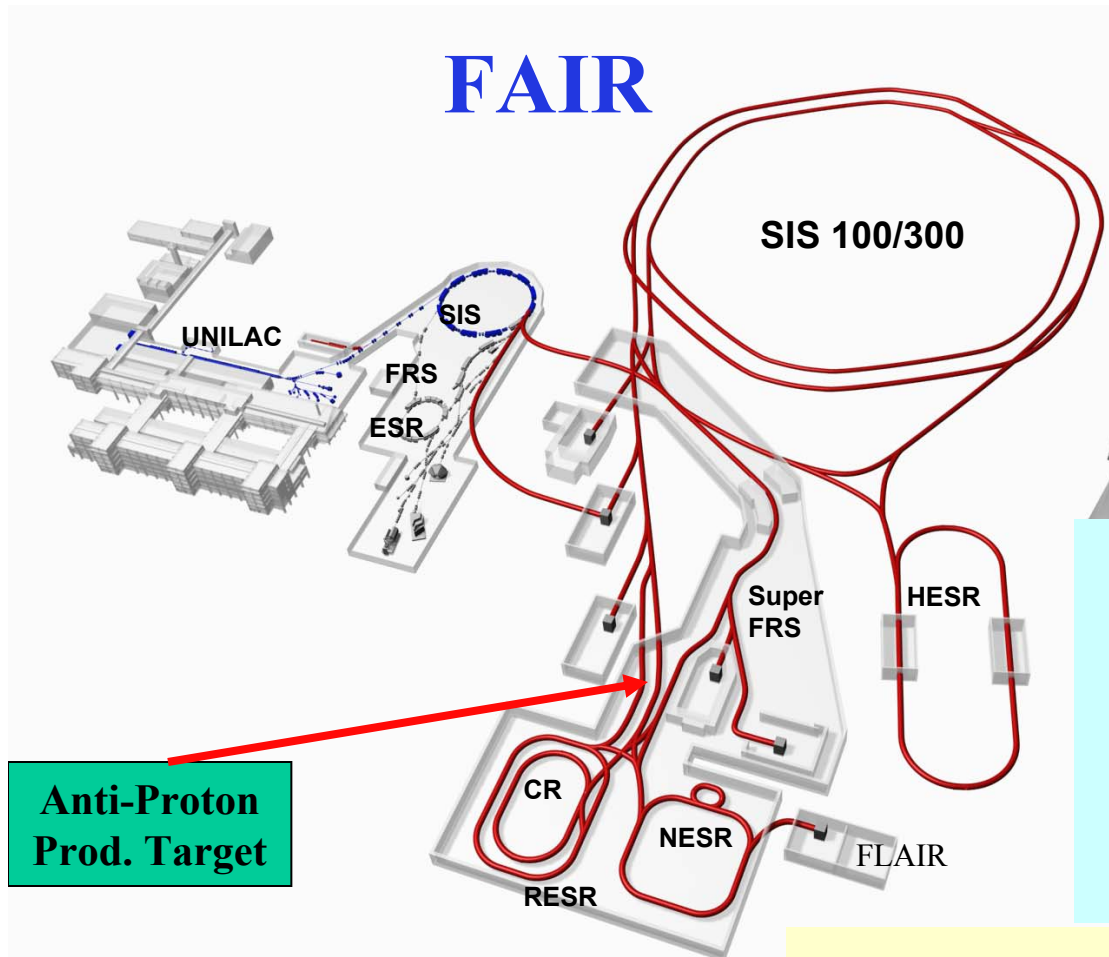 FAIR
SIS 100/300
SIS
UNILAC
FRS
ESR
Super
FRS
HESR
Anti-Proton
Prod. Target
CR
NESR
FLAIR
RESR